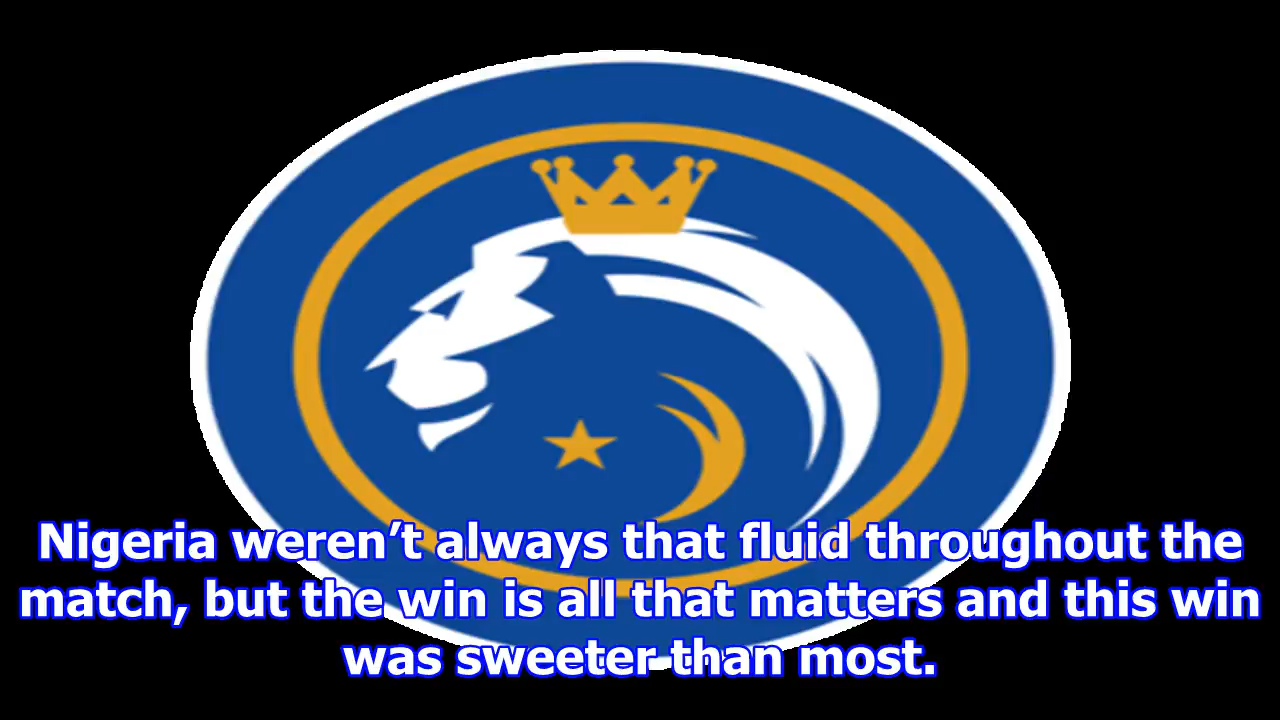 Nigeria weren’t always that fluid throughout the
match, but the win is all that matters and this win
was sweeter than most.